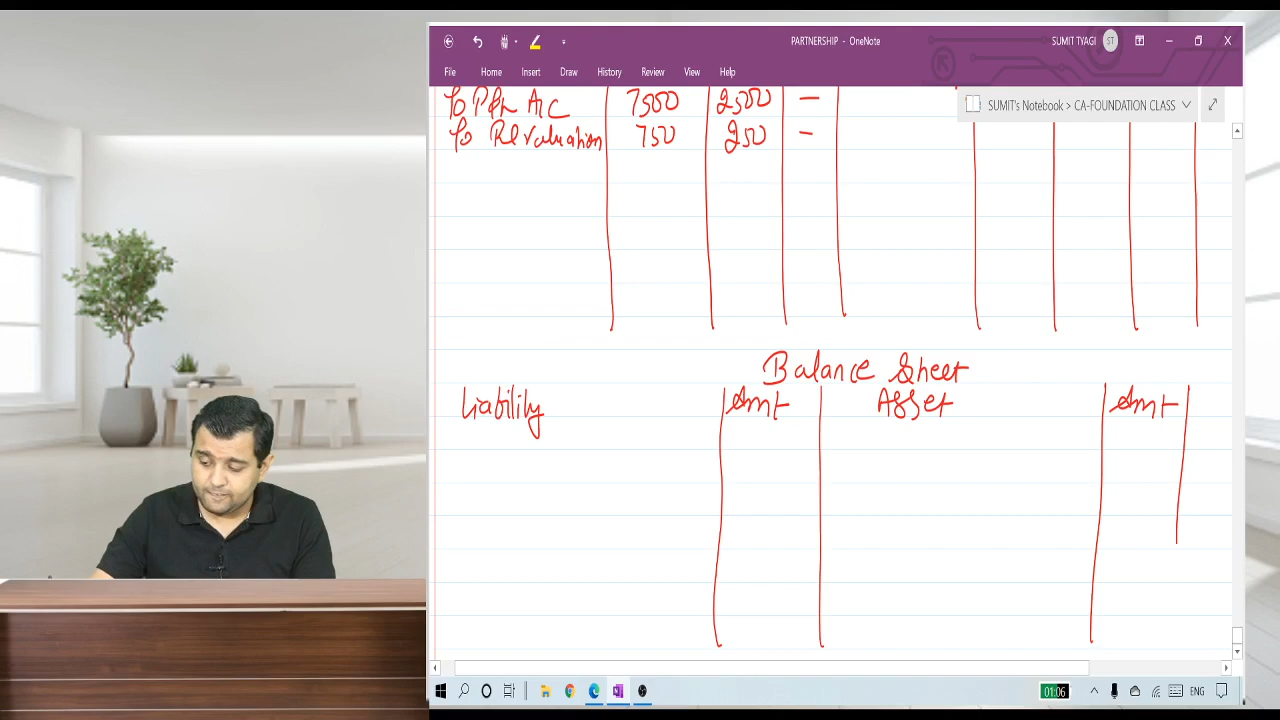 PARTNERSHIP - OneNote
SUMIT TYAGI ST
File Home Insert Draw History Review View Help
SUMIT's Notebook > CA-FOUNDATION CLASS
7500 2500 -
To Revaluation 750 250 -
Balance Sheet
Liability Amt Asset Amt
01:06 ENG